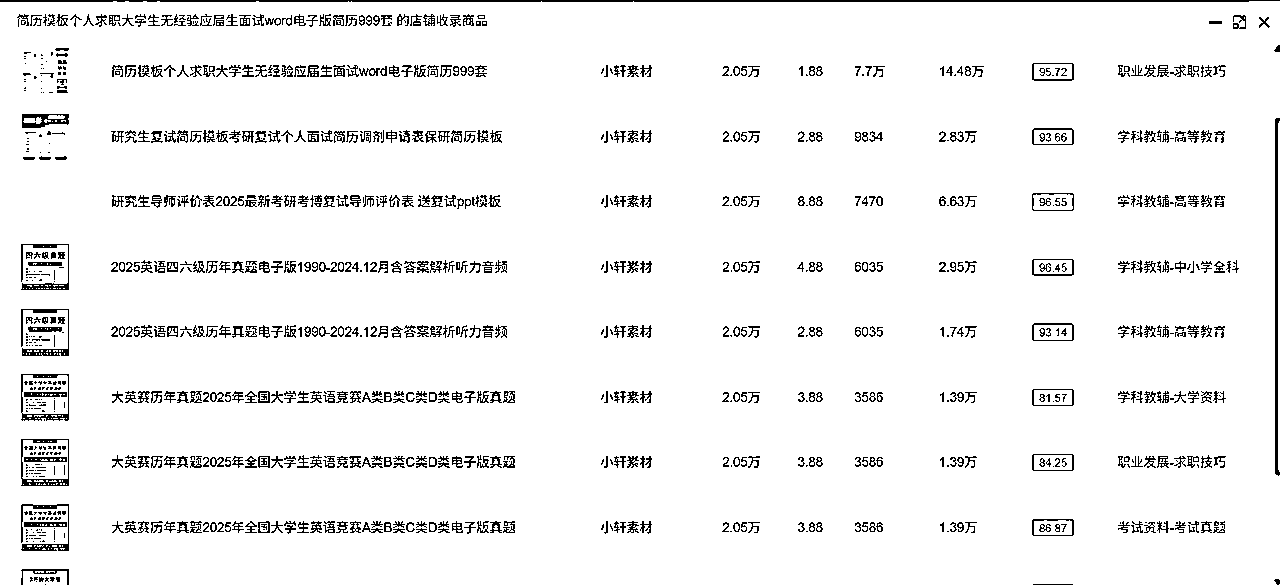 简历模板个人求职大学生无经验应届生面试word电子版简历999套 的店铺收录商品
简历模板个人求职大学生无经验应届生面试word电子版简历999套 小轩素材 2.05万 1.88 7.7万 14.48万 95.72 职业发展-求职技巧
研究生复试简历模板考研复试个人面试简历调剂申请表保研简历模板 小轩素材 2.05万 2.88 9834 2.83万 93.66 学科教辅-高等教育
研究生导师评价表2025最新考研考博复试导师评价表 送复试ppt模板 小轩素材 2.05万 8.88 7470 6.63万 96.55 学科教辅-高等教育
四六级真题
2025英语四六级历年真题电子版1990-2024.12月含答案解析听力音频 小轩素材 2.05万 4.88 6035 2.95万 96.45 学科教辅-中小学全科
四六级真题
2025英语四六级历年真题电子版1990-2024.12月含答案解析听力音频 小轩素材 2.05万 2.88 6035 1.74万 93.14 学科教辅-高等教育
大英赛历年真题2025年全国大学生英语竞赛A类B类C类D类电子版真题 小轩素材 2.05万 3.88 3586 1.39万 81.57 学科教辅-大学资料
大英赛历年真题2025年全国大学生英语竞赛A类B类C类D类电子版真题 小轩素材 2.05万 3.88 3586 1.39万 84.25 职业发展-求职技巧
大英赛历年真题2025年全国大学生英语竞赛A类B类C类D类电子版真题 小轩素材 2.05万 3.88 3586 1.39万 86.87 考试资料-考试真题